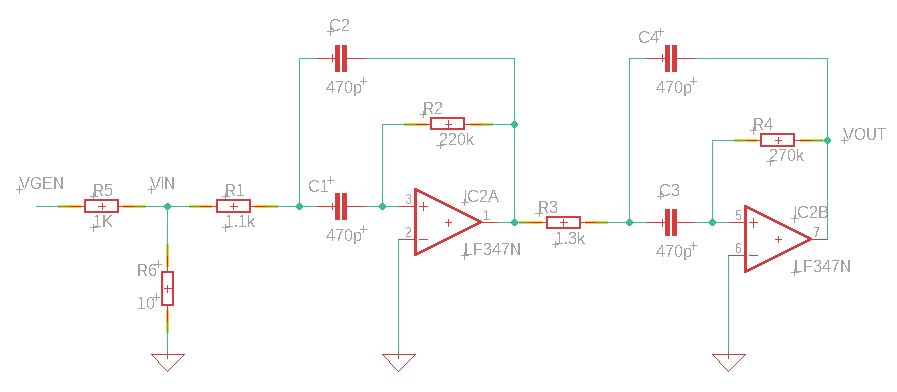 C2
470p
R2
220k
VGEN
R5
1K
VIN
R1
1.1k
C1
470p
R6
10
3
2
1
IC2A
LF347N
C4
470p
R4
270k
VOUT
R3
1.3k
C3
470p
5
6
7
IC2B
LF347N